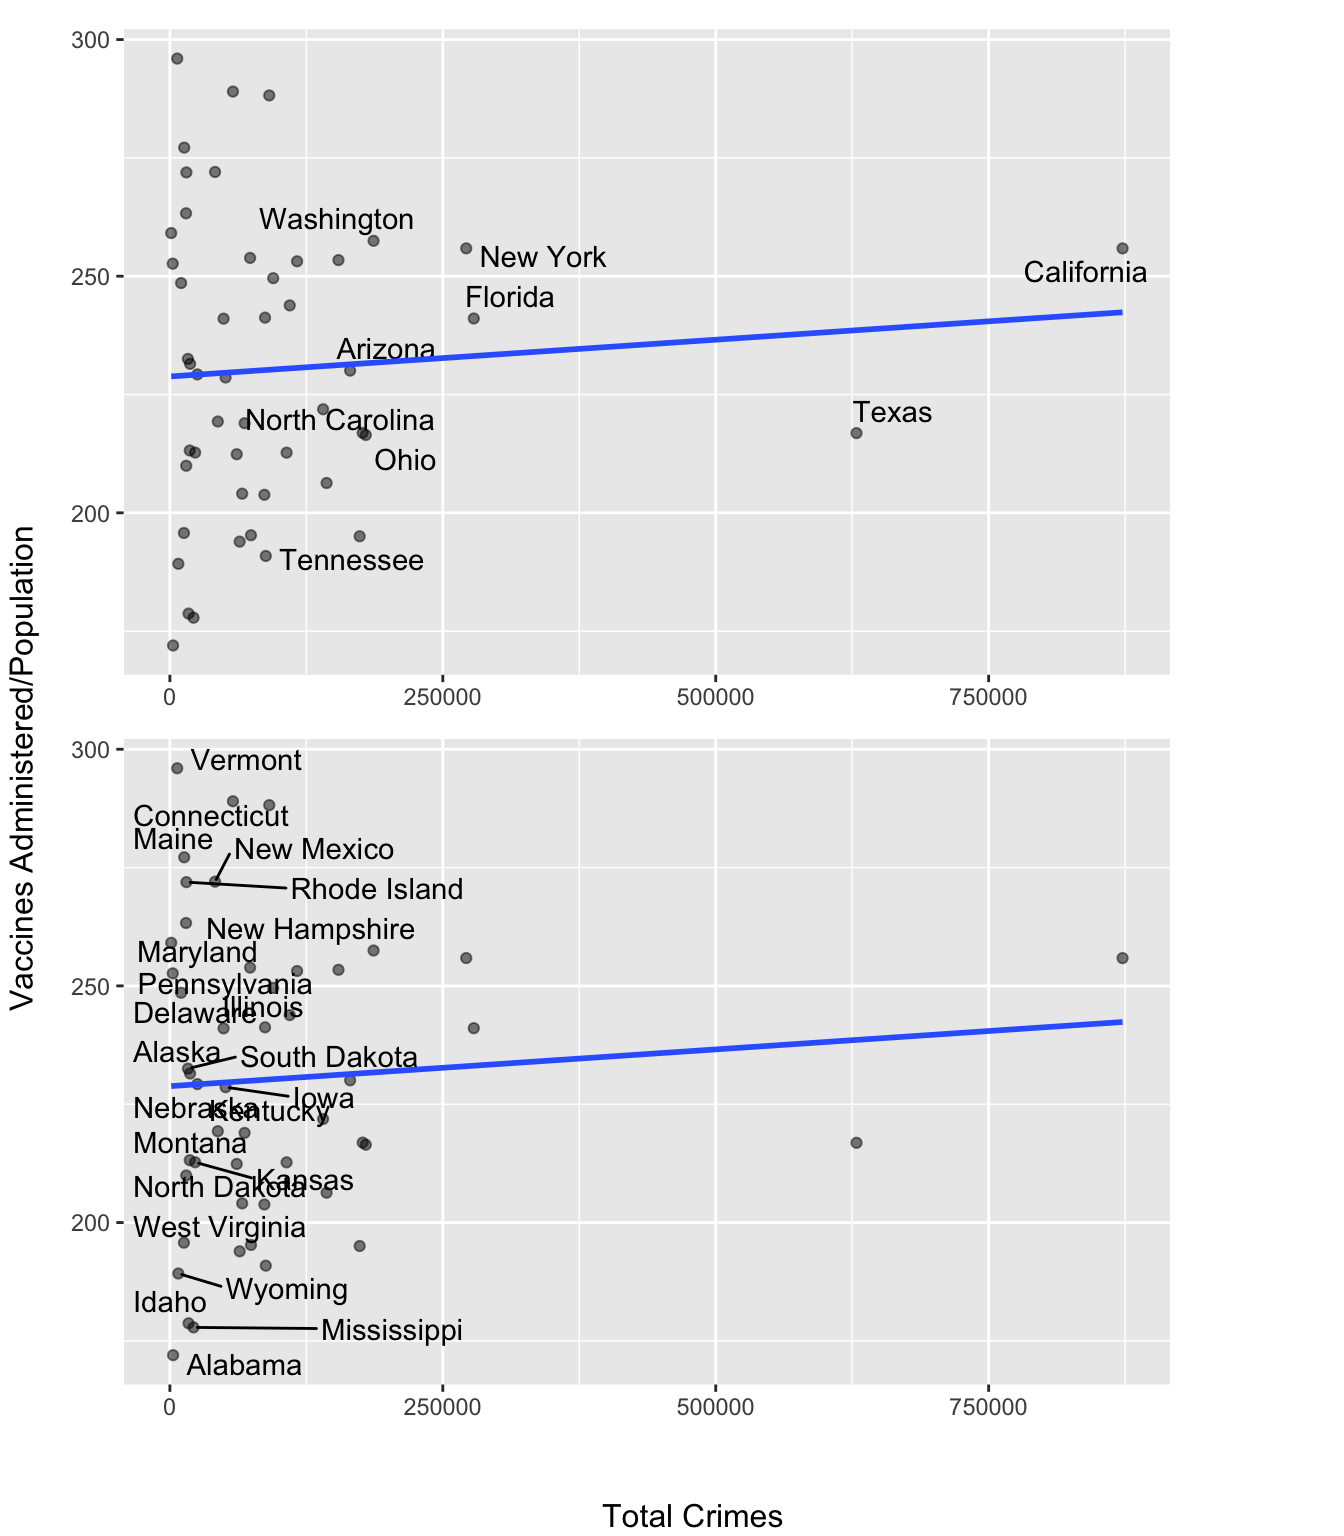 Vaccines Administered/Population
300
Washington
New York
250
California
Florida
Arizona
Texas
North Carolina
Ohio
200
Tennessee
0
250000
500000
750000
300
Vermont
Connecticut
Maine
New Mexico
Rhode Island
New Hampshire
Maryland
250
Pennsylvania
Illinois
Delaware
Alaska
South Dakota
Iowa
Nebraska
Kentucky
Montana
Kansas
North Dakota
200
West Virginia
Wyoming
Idaho
Mississippi
Alabama
0
250000
500000
750000
Total Crimes